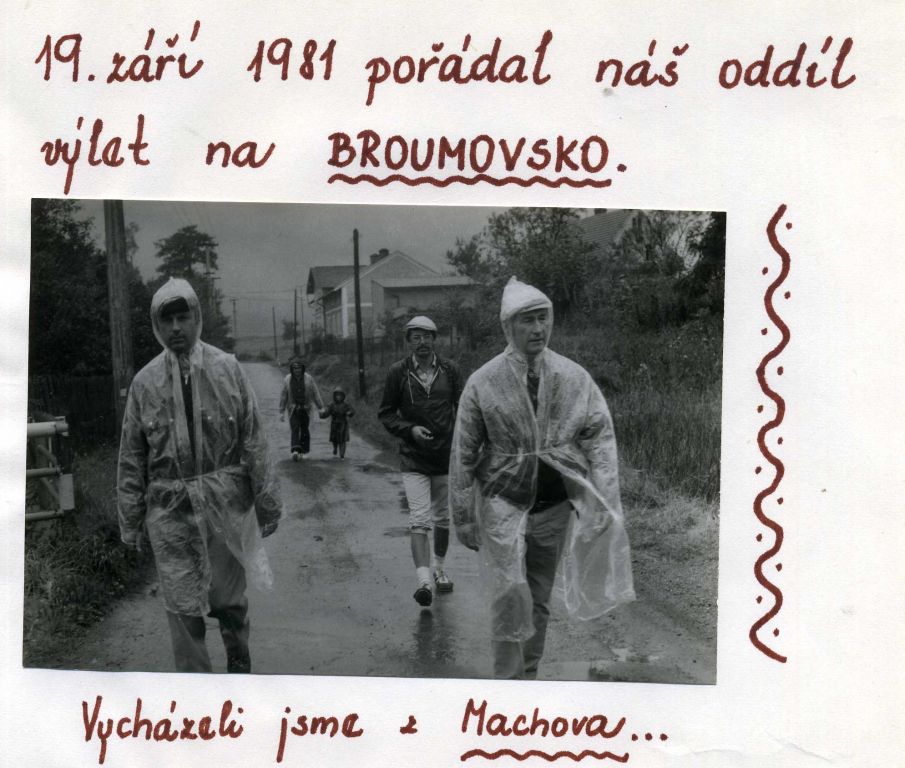 19. září 1981 pořádal náš oddíl
výlet na BROUMOVSKO.
Vycházeli jsme z Machova...